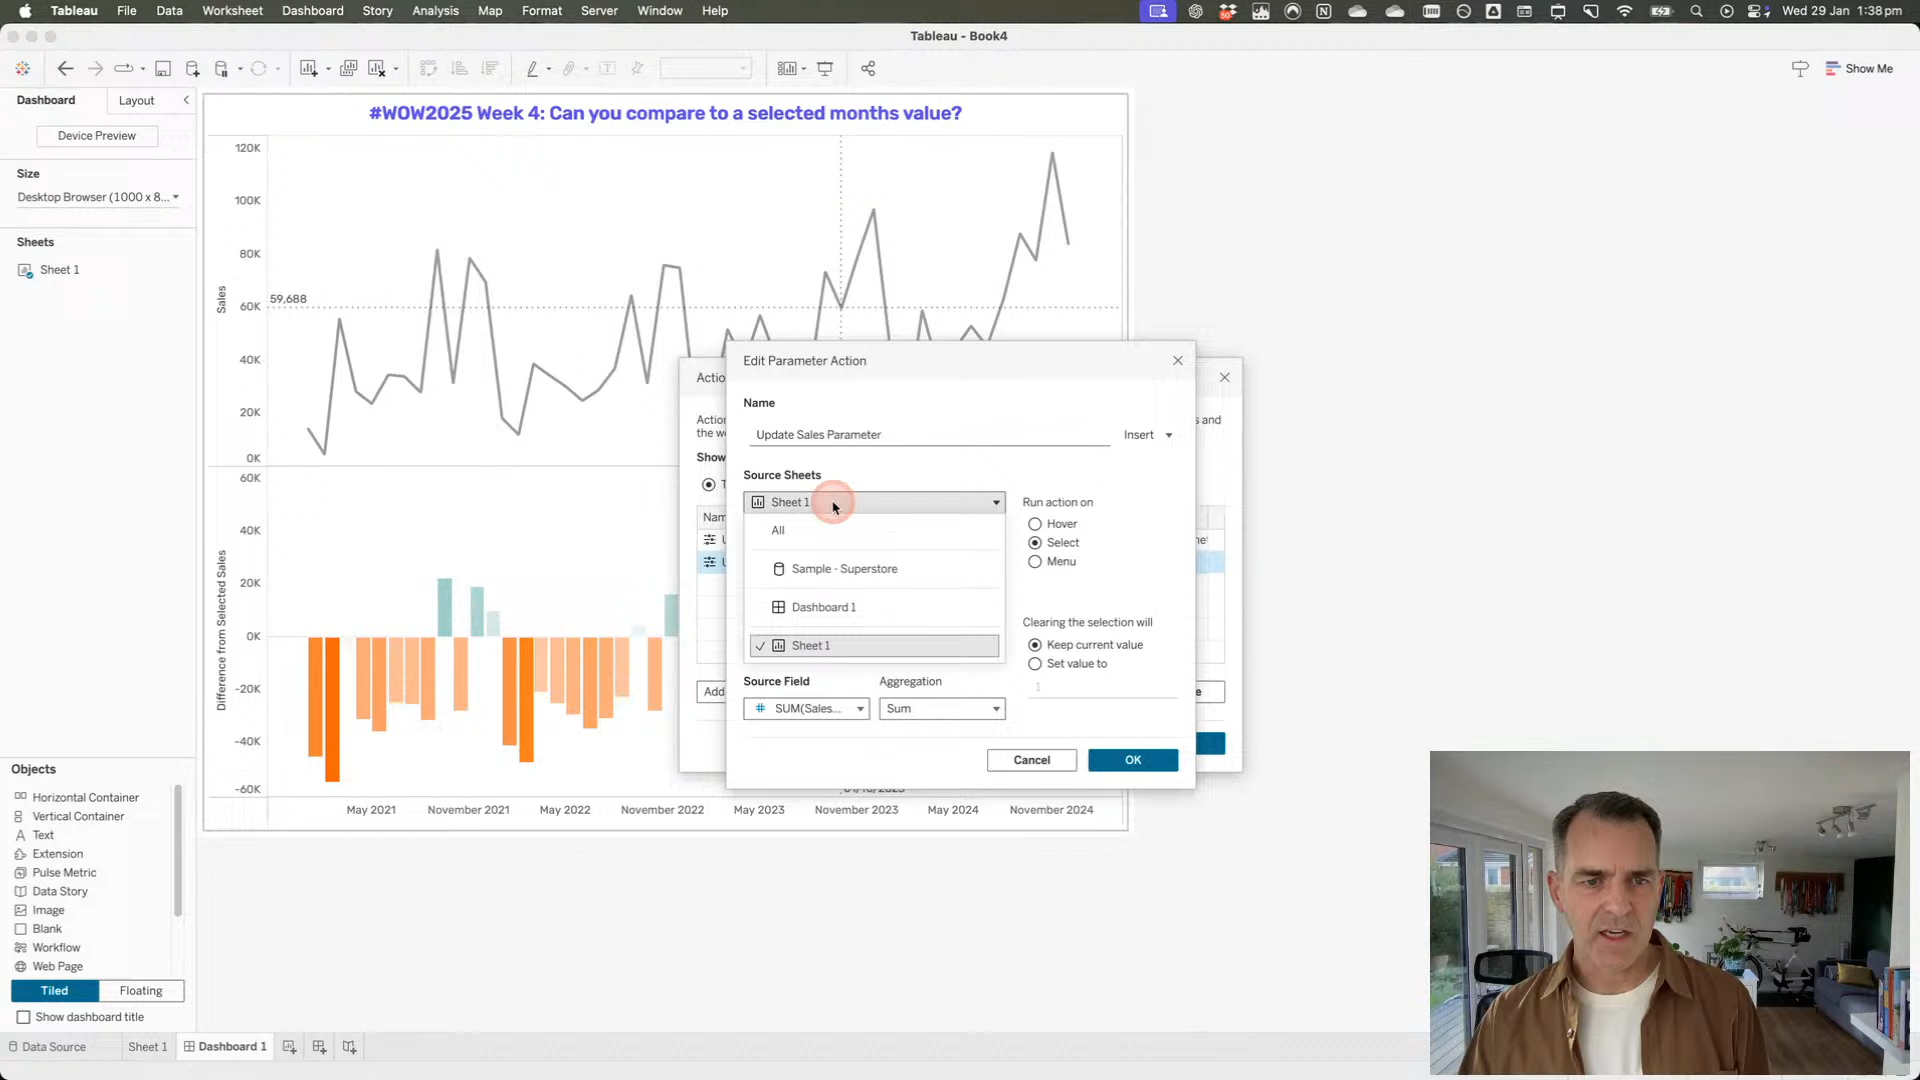 Tableau File Data Worksheet Dashboard Story Analysis Map Format Server Window Help
Wed 29 Jan 1:38 pm
Tableau - Book4
Show Me
Dashboard Layout
Device Preview
Size
Desktop Browser (1000 x 8...
Sheets
Sheet 1
#WOW2025 Week 4: Can you compare to a selected months value?
120K
100K
80K
60K
40K
20K
0K
Sales
59,688
60K
40K
20K
0K
-20K
-40K
-60K
Difference from Selected Sales
May 2021 November 2021 May 2022 November 2022 May 2023 November 2023 May 2024 November 2024
Actio
Action
s and
the wo
Show
Nam
Add
Edit Parameter Action
Name
Update Sales Parameter
Insert
Source Sheets
Sheet 1
All
Sample - Superstore
Dashboard 1
Sheet 1
Run action on
Hover
Select
Menu
Clearing the selection will
Keep current value
Set value to
1
Source Field
Aggregation
SUM(Sales...
Sum
Cancel
OK
Objects
Horizontal Container
Vertical Container
Text
Extension
Pulse Metric
Data Story
Image
Blank
Workflow
Web Page
Tiled Floating
Show dashboard title
Data Source Sheet 1 Dashboard 1